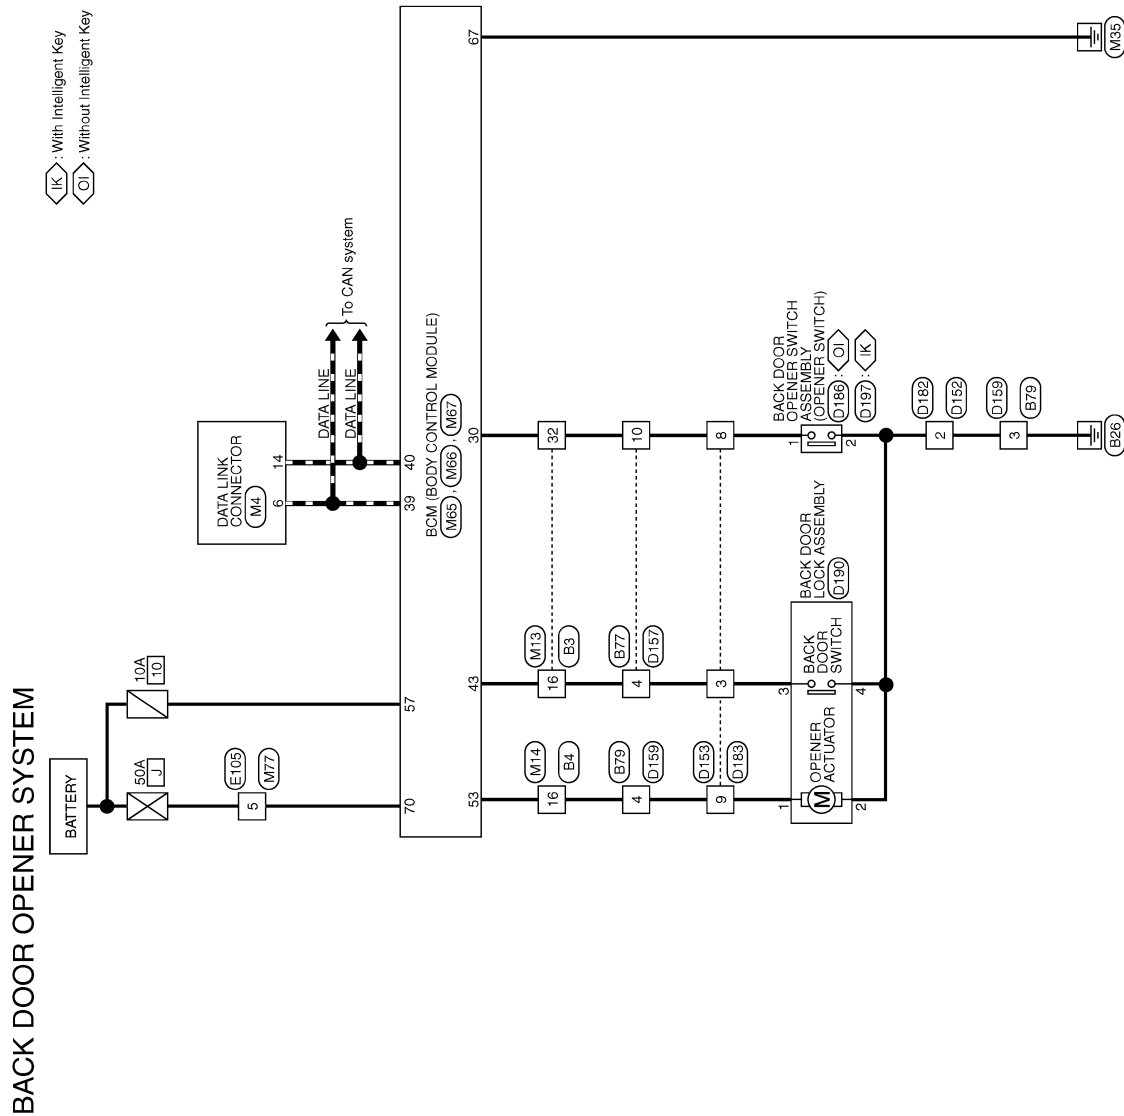 BACK DOOR OPENER SYSTEM
IK : With Intelligent Key
OI : Without Intelligent Key
BATTERY
50A
J
10A
10
5
E105
M77
DATA LINK
CONNECTOR
M4
6
14
DATA LINE
DATA LINE
To CAN system
70
57
39
40
BCM (BODY CONTROL MODULE)
M65 , M66 , M67
53
43
30
67
16
M14
B4
16
M13
B3
32
4
B79
D159
4
B77
D157
10
9
D153
D183
3
8
1
OPENER
ACTUATOR
M
2
3
BACK
DOOR
SWITCH
4
BACK DOOR
LOCK ASSEMBLY
D190
1
2
BACK DOOR
OPENER SWITCH
ASSEMBLY
(OPENER SWITCH)
D186 : OI
D197 : IK
2
D182
D152
3
D159
B79
B26
M35